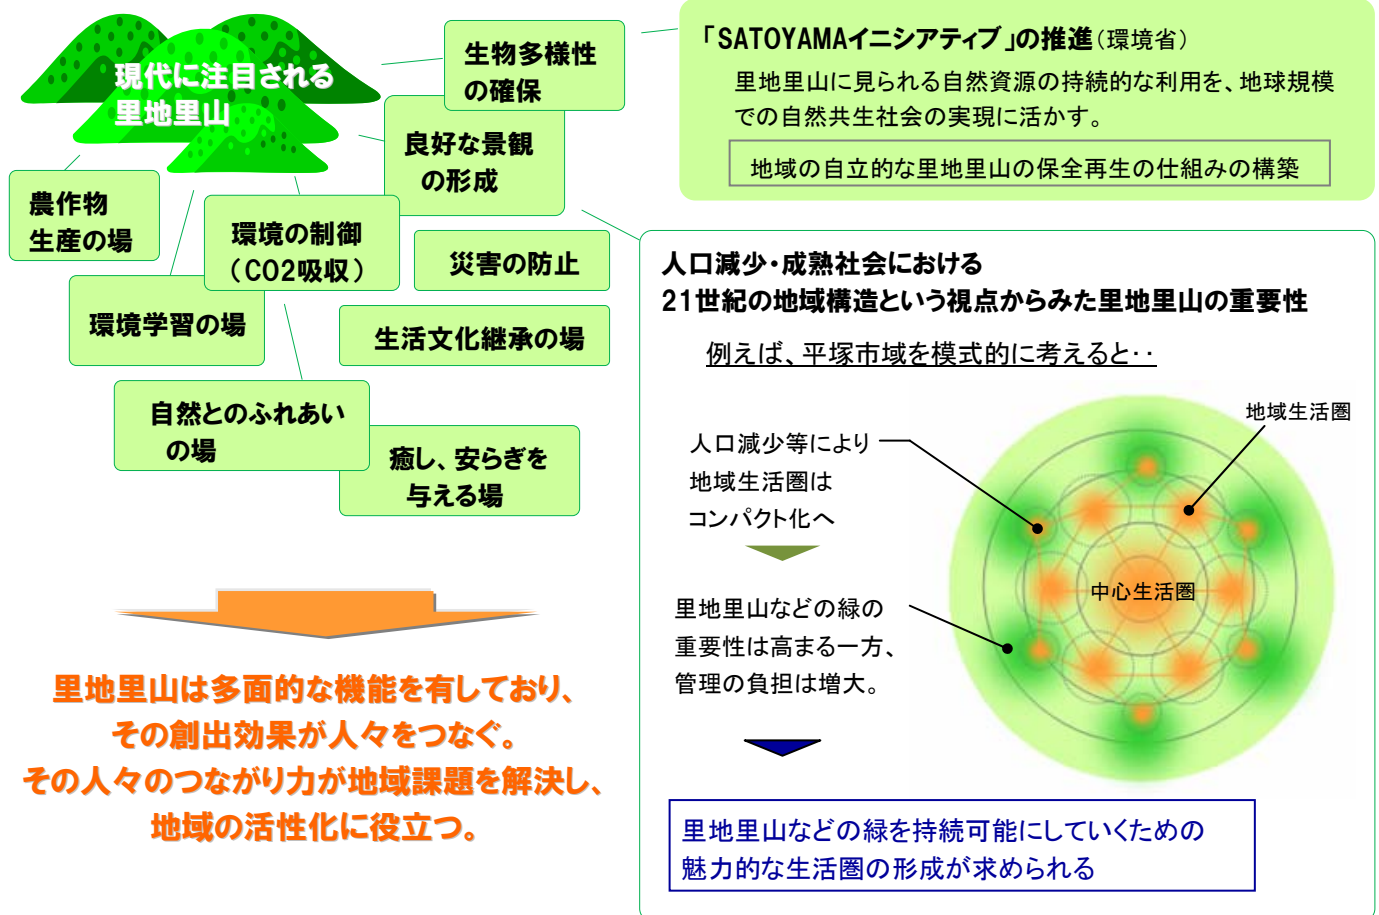 現代に注目される
里地里山
生物多様性
の確保
良好な景観
の形成
農作物
生産の場
環境の制御
（CO2吸収）
災害の防止
環境学習の場
生活文化継承の場
自然とのふれあい
の場
癒し、安らぎを
与える場
里地里山は多面的な機能を有しており、
その創出効果が人々をつなぐ。
その人々のつながり力が地域課題を解決し、
地域の活性化に役立つ。
「SATOYAMAイニシアティブ」の推進（環境省）
里地里山に見られる自然資源の持続的な利用を、地球規模
での自然共生社会の実現に活かす。
地域の自立的な里地里山の保全再生の仕組みの構築
人口減少・成熟社会における
21世紀の地域構造という視点からみた里地里山の重要性
例えば、平塚市域を模式的に考えると・・
地域生活圏
人口減少等により
地域生活圏は
コンパクト化へ
中心生活圏
里地里山などの緑の
重要性は高まる一方、
管理の負担は増大。
里地里山などの緑を持続可能にしていくための
魅力的な生活圏の形成が求められる